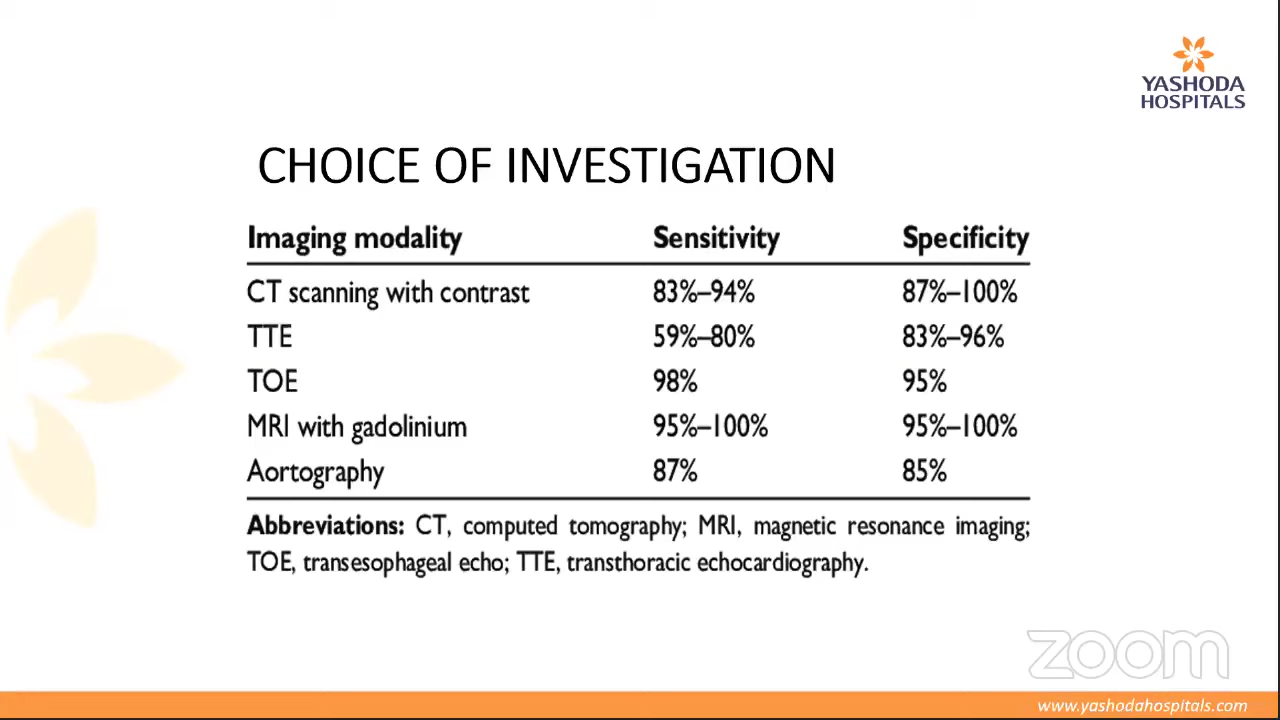 YASHODA
HOSPITALS
CHOICE OF INVESTIGATION
Imaging modality Sensitivity Specificity
CT scanning with contrast 83%–94% 87%–100%
TTE 59%–80% 83%–96%
TOE 98% 95%
MRI with gadolinium 95%–100% 95%–100%
Aortography 87% 85%
Abbreviations: CT, computed tomography; MRI, magnetic resonance imaging;
TOE, transesophageal echo; TTE, transthoracic echocardiography.
zoom
www.yashodahospitals.com